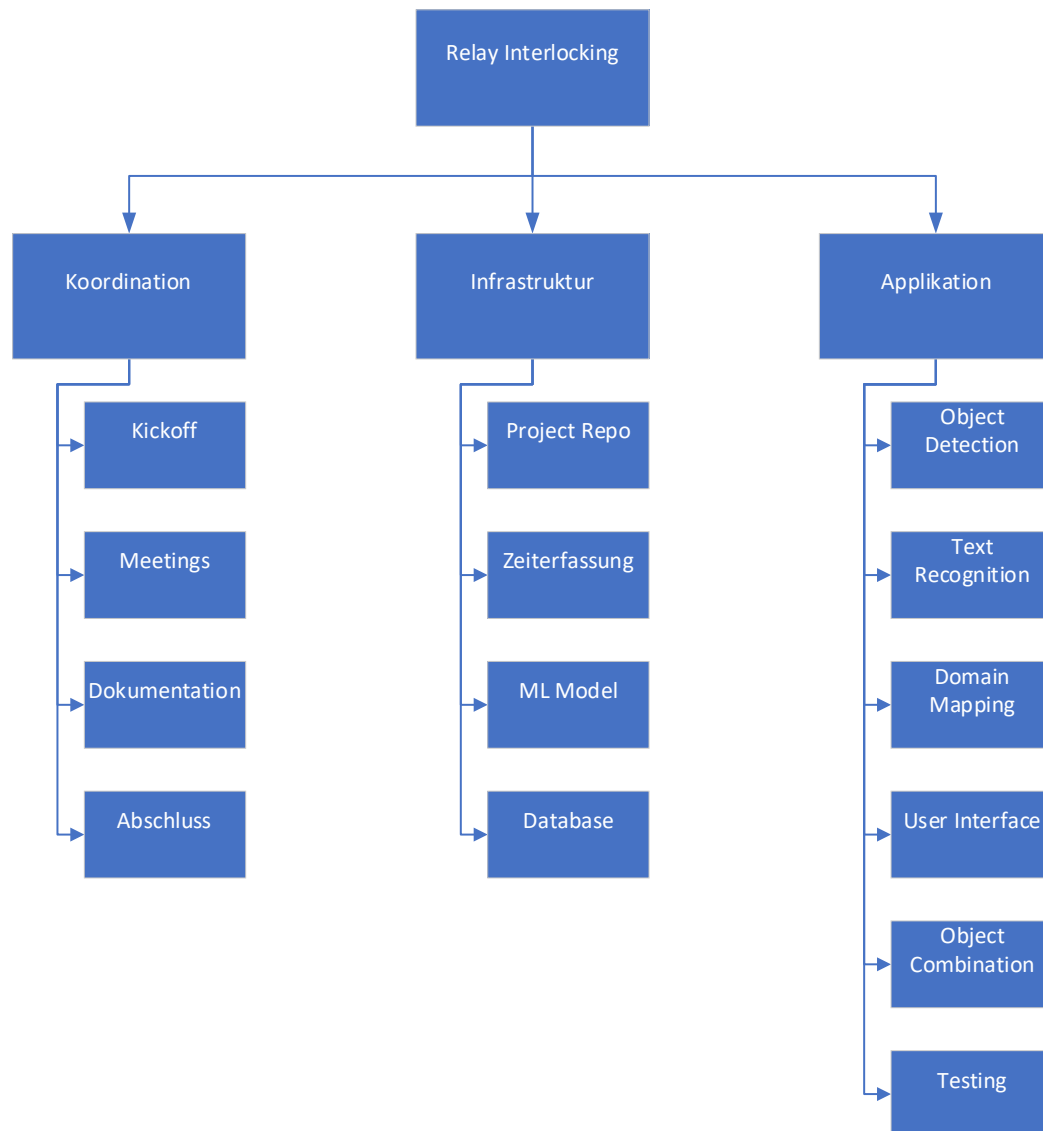 Relay Interlocking
Koordination
Infrastruktur
Applikation
Kickoff
Meetings
Dokumentation
Abschluss
Project Repo
Zeiterfassung
ML Model
Database
Object
Detection
Text
Recognition
Domain
Mapping
User Interface
Object
Combination
Testing